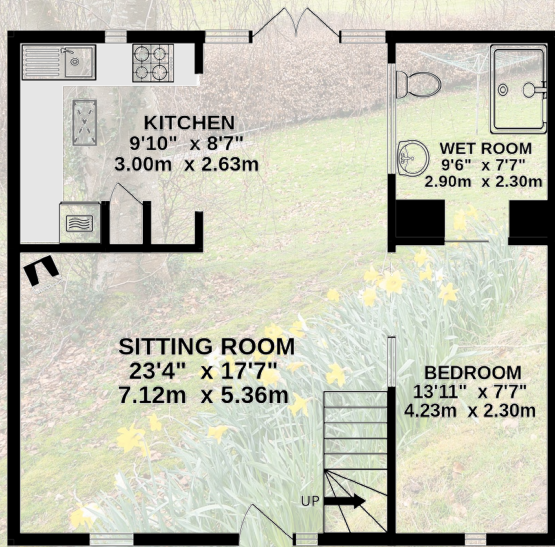 KITCHEN
9'10" x 8'7"
3.00m x 2.63m
WET ROOM
9'6" x 7'7"
2.90m x 2.30m
SITTING ROOM
23'4" x 17'7"
7.12m x 5.36m
BEDROOM
13'11" x 7'7"
4.23m x 2.30m
UP